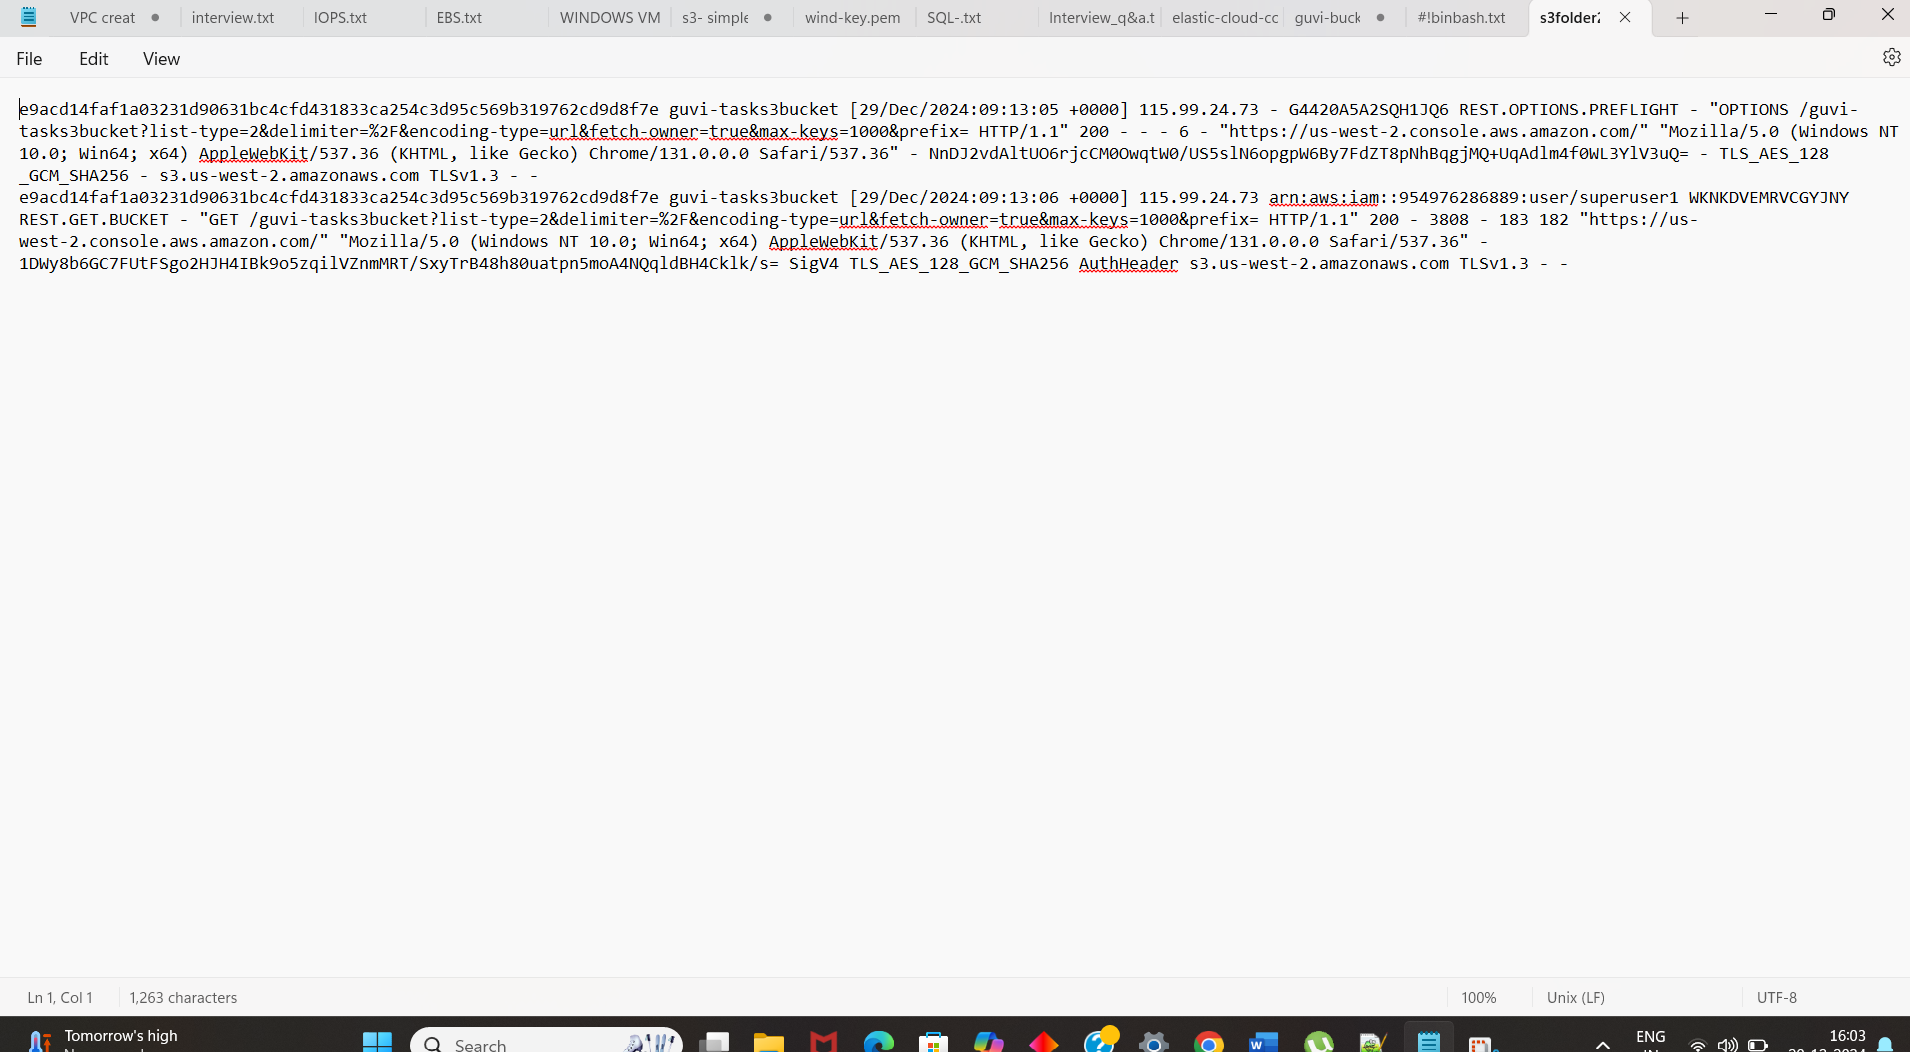 VPC creat
interview.txt
IOPS.txt
EBS.txt
WINDOWS VM
s3- simple
wind-key.pem
SQL-.txt
Interview_q&a.t
elastic-cloud-cc
guvi-buck
#!binbash.txt
s3folder2
File
Edit
View
e9acd14faf1a03231d90631bc4cfd431833ca254c3d95c569b319762cd9d8f7e guvi-tasks3bucket [29/Dec/2024:09:13:05 +0000] 115.99.24.73 - G4420A5A2SQH1JQ6 REST.OPTIONS.PREFLIGHT - "OPTIONS /guvi-
tasks3bucket?list-type=2&delimiter=%2F&encoding-type=url&fetch-owner=true&max-keys=1000&prefix= HTTP/1.1" 200 - - - 6 - "https://us-west-2.console.aws.amazon.com/" "Mozilla/5.0 (Windows NT
10.0; Win64; x64) AppleWebKit/537.36 (KHTML, like Gecko) Chrome/131.0.0.0 Safari/537.36" - NnDJ2vdAltUO6rjcCM0OwqtW0/US5slN6opgpW6By7FdZT8pNhBqgjMQ+UqAdlm4f0WL3YlV3uQ= - TLS_AES_128
_GCM_SHA256 - s3.us-west-2.amazonaws.com TLSv1.3 - -
e9acd14faf1a03231d90631bc4cfd431833ca254c3d95c569b319762cd9d8f7e guvi-tasks3bucket [29/Dec/2024:09:13:06 +0000] 115.99.24.73 arn:aws:iam::954976286889:user/superuser1 WKNKDVEMRVCGYJNY
REST.GET.BUCKET - "GET /guvi-tasks3bucket?list-type=2&delimiter=%2F&encoding-type=url&fetch-owner=true&max-keys=1000&prefix= HTTP/1.1" 200 - 3808 - 183 182 "https://us-
west-2.console.aws.amazon.com/" "Mozilla/5.0 (Windows NT 10.0; Win64; x64) AppleWebKit/537.36 (KHTML, like Gecko) Chrome/131.0.0.0 Safari/537.36" -
1DWy8b6GC7FUtFSgo2HJH4IBk9o5zqilVZnmMRT/SxyTrB48h80uatpn5moA4NQqldBH4Cklk/s= SigV4 TLS_AES_128_GCM_SHA256 AuthHeader s3.us-west-2.amazonaws.com TLSv1.3 - -
Ln 1, Col 1
1,263 characters
100%
Unix (LF)
UTF-8
Tomorrow's high
Search
ENG
16:03